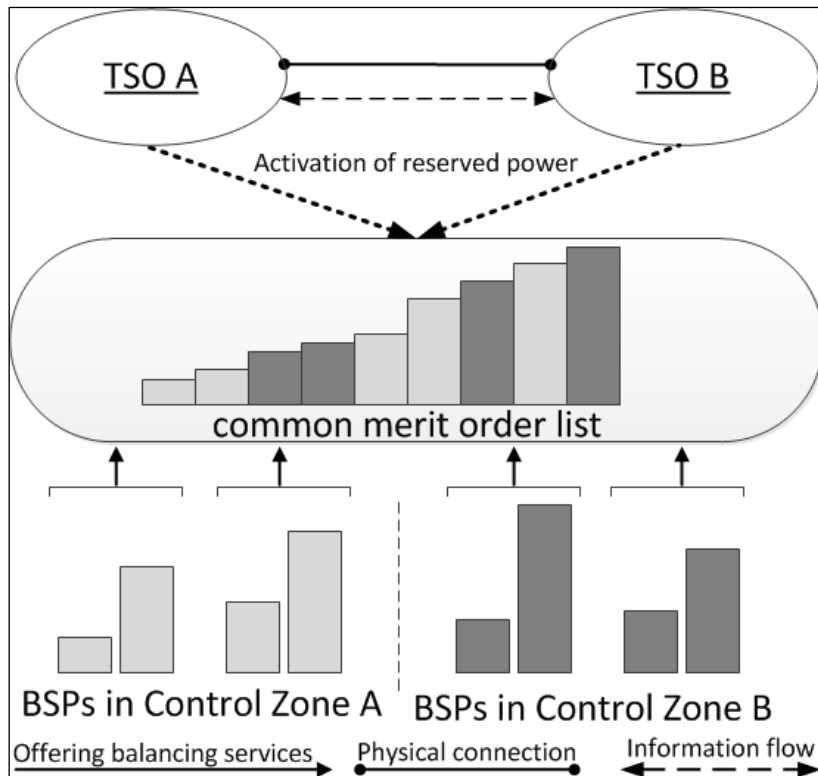 TSO A
TSO B
Activation of reserved power
common merit order list
BSPs in Control Zone A
BSPs in Control Zone B
Offering balancing services
Physical connection
Information flow